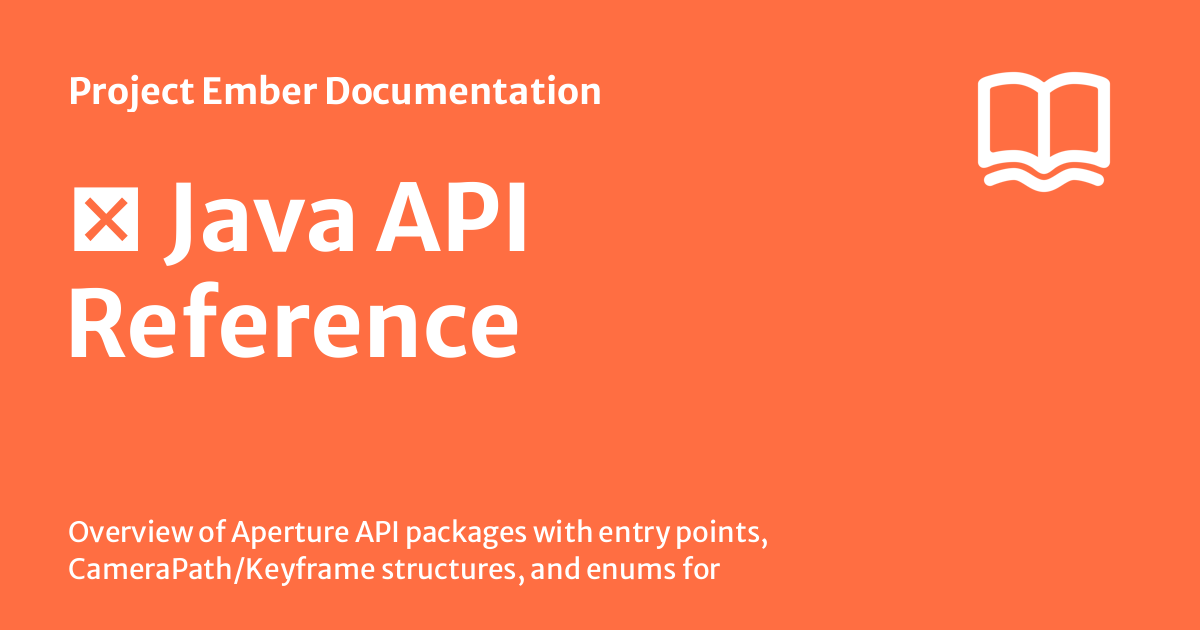 Project Ember Documentation
Java API
Reference
Overview of Aperture API packages with entry points,
CameraPath/Keyframe structures, and enums for